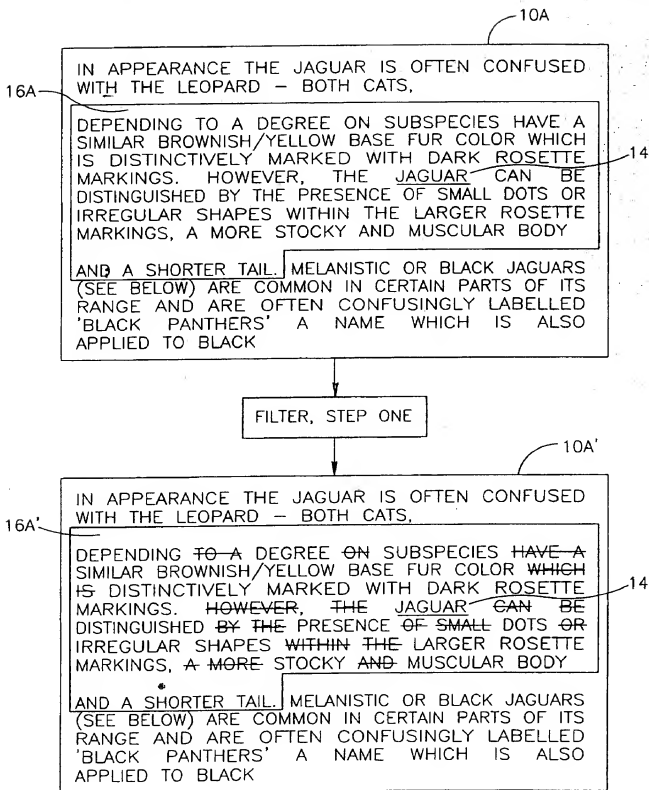 10A
IN APPEARANCE THE JAGUAR IS OFTEN CONFUSED
WITH THE LEOPARD – BOTH CATS,
16A
DEPENDING TO A DEGREE ON SUBSPECIES HAVE A
SIMILAR BROWNISH/YELLOW BASE FUR COLOR WHICH
IS DISTINCTIVELY MARKED WITH DARK ROSETTE
MARKINGS. HOWEVER, THE JAGUAR CAN BE
14
DISTINGUISHED BY THE PRESENCE OF SMALL DOTS OR
IRREGULAR SHAPES WITHIN THE LARGER ROSETTE
MARKINGS, A MORE STOCKY AND MUSCULAR BODY
AND A SHORTER TAIL. MELANISTIC OR BLACK JAGUARS
(SEE BELOW) ARE COMMON IN CERTAIN PARTS OF ITS
RANGE AND ARE OFTEN CONFUSINGLY LABELLED
'BLACK PANTHERS' A NAME WHICH IS ALSO
APPLIED TO BLACK
FILTER, STEP ONE
10A'
IN APPEARANCE THE JAGUAR IS OFTEN CONFUSED
WITH THE LEOPARD – BOTH CATS,
16A'
DEPENDING TO A DEGREE ON SUBSPECIES HAVE A
SIMILAR BROWNISH/YELLOW BASE FUR COLOR WHICH
IS DISTINCTIVELY MARKED WITH DARK ROSETTE
MARKINGS. HOWEVER, THE JAGUAR CAN BE
14
DISTINGUISHED BY THE PRESENCE OF SMALL DOTS OR
IRREGULAR SHAPES WITHIN THE LARGER ROSETTE
MARKINGS, A MORE STOCKY AND MUSCULAR BODY
AND A SHORTER TAIL. MELANISTIC OR BLACK JAGUARS
(SEE BELOW) ARE COMMON IN CERTAIN PARTS OF ITS
RANGE AND ARE OFTEN CONFUSINGLY LABELLED
'BLACK PANTHERS' A NAME WHICH IS ALSO
APPLIED TO BLACK